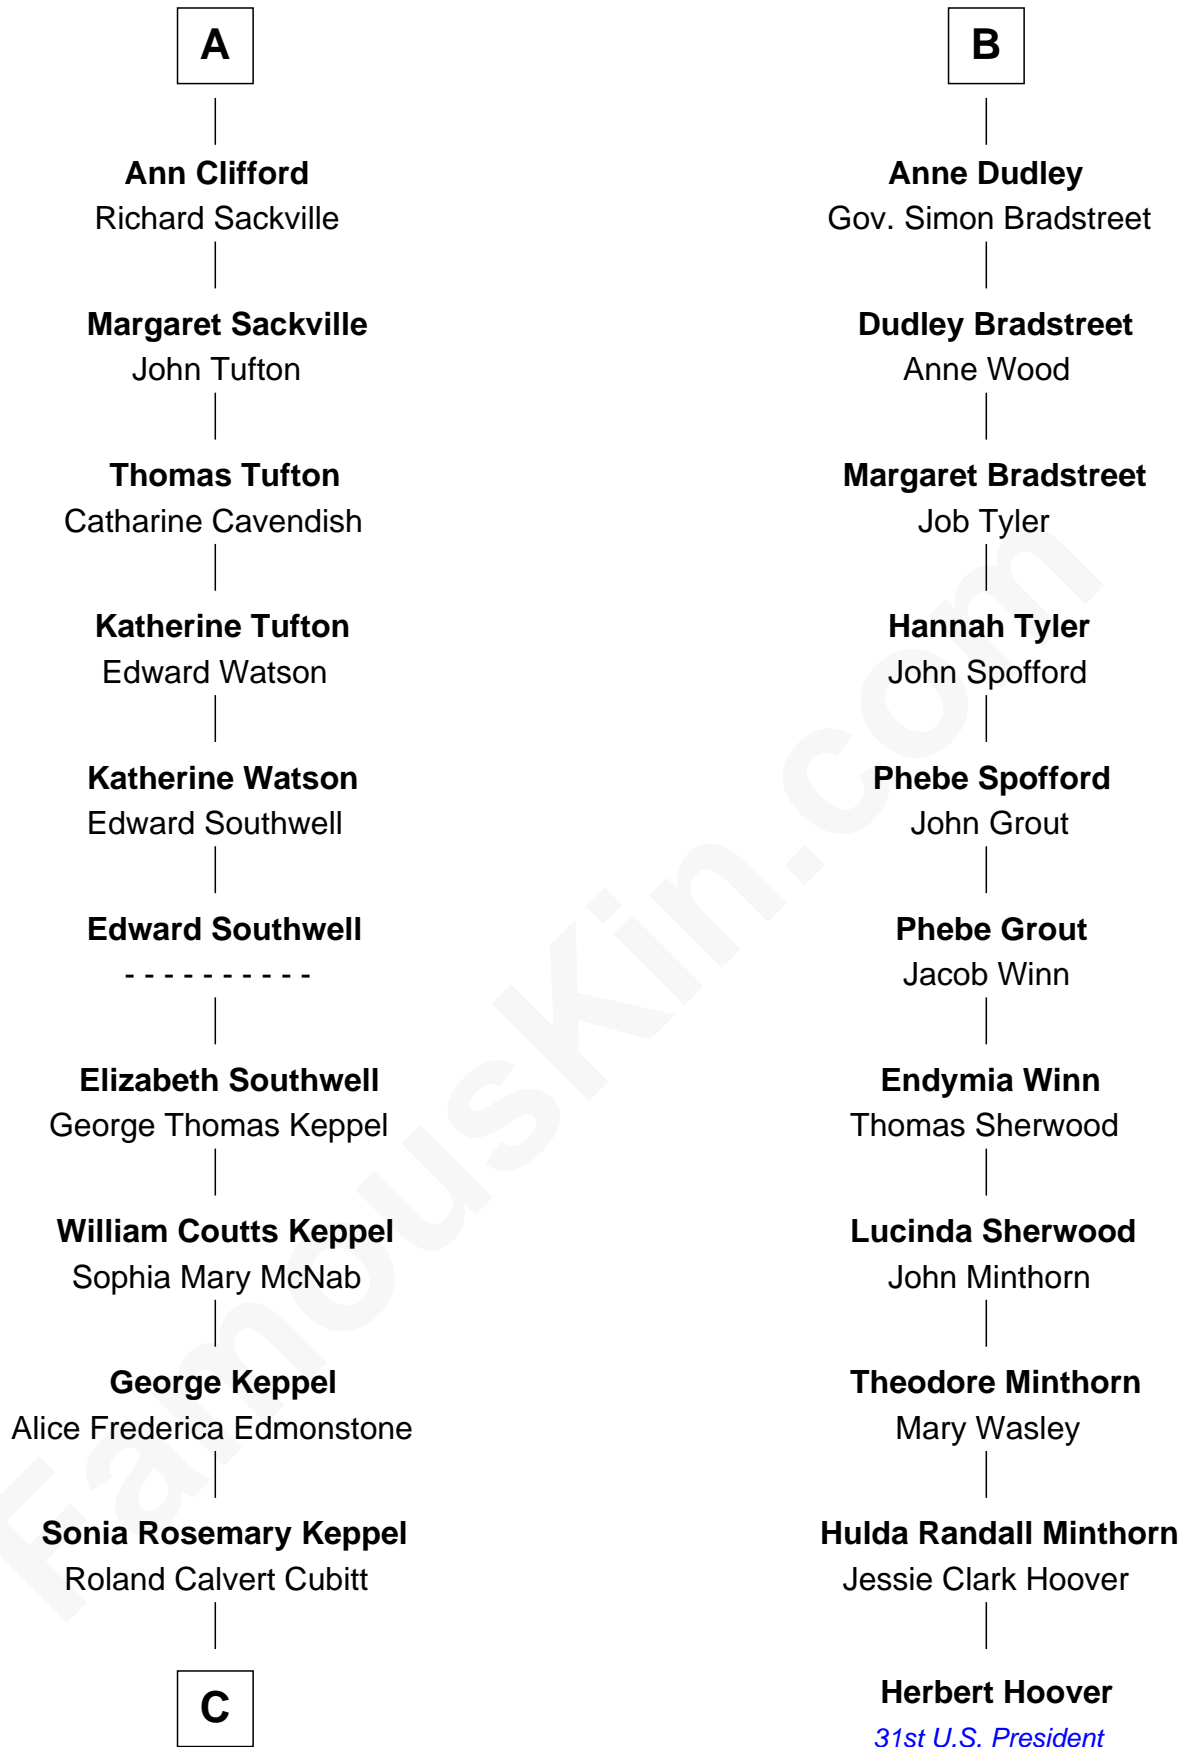 A
Ann Clifford
Richard Sackville
Margaret Sackville
John Tufton
Thomas Tufton
Catharine Cavendish
Katherine Tufton
Edward Watson
Katherine Watson
Edward Southwell
Edward Southwell
- - - - - - - - - -
Elizabeth Southwell
George Thomas Keppel
William Coutts Keppel
Sophia Mary McNab
George Keppel
Alice Frederica Edmonstone
Sonia Rosemary Keppel
Roland Calvert Cubitt
C
B
Anne Dudley
Gov. Simon Bradstreet
Dudley Bradstreet
Anne Wood
Margaret Bradstreet
Job Tyler
Hannah Tyler
John Spofford
Phebe Spofford
John Grout
Phebe Grout
Jacob Winn
Endymia Winn
Thomas Sherwood
Lucinda Sherwood
John Minthorn
Theodore Minthorn
Mary Wasley
Hulda Randall Minthorn
Jessie Clark Hoover
Herbert Hoover
31st U.S. President
FamousKin.com